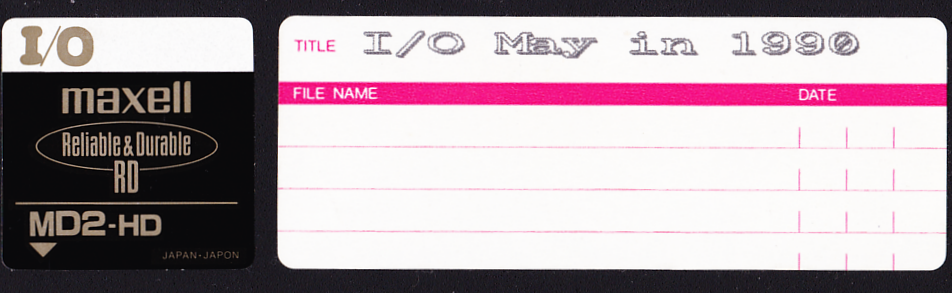 I/O
maxell
Reliable & Durable
RD
MD2-HD
JAPAN-JAPON
TITLE I/O May in 1990
FILE NAME DATE